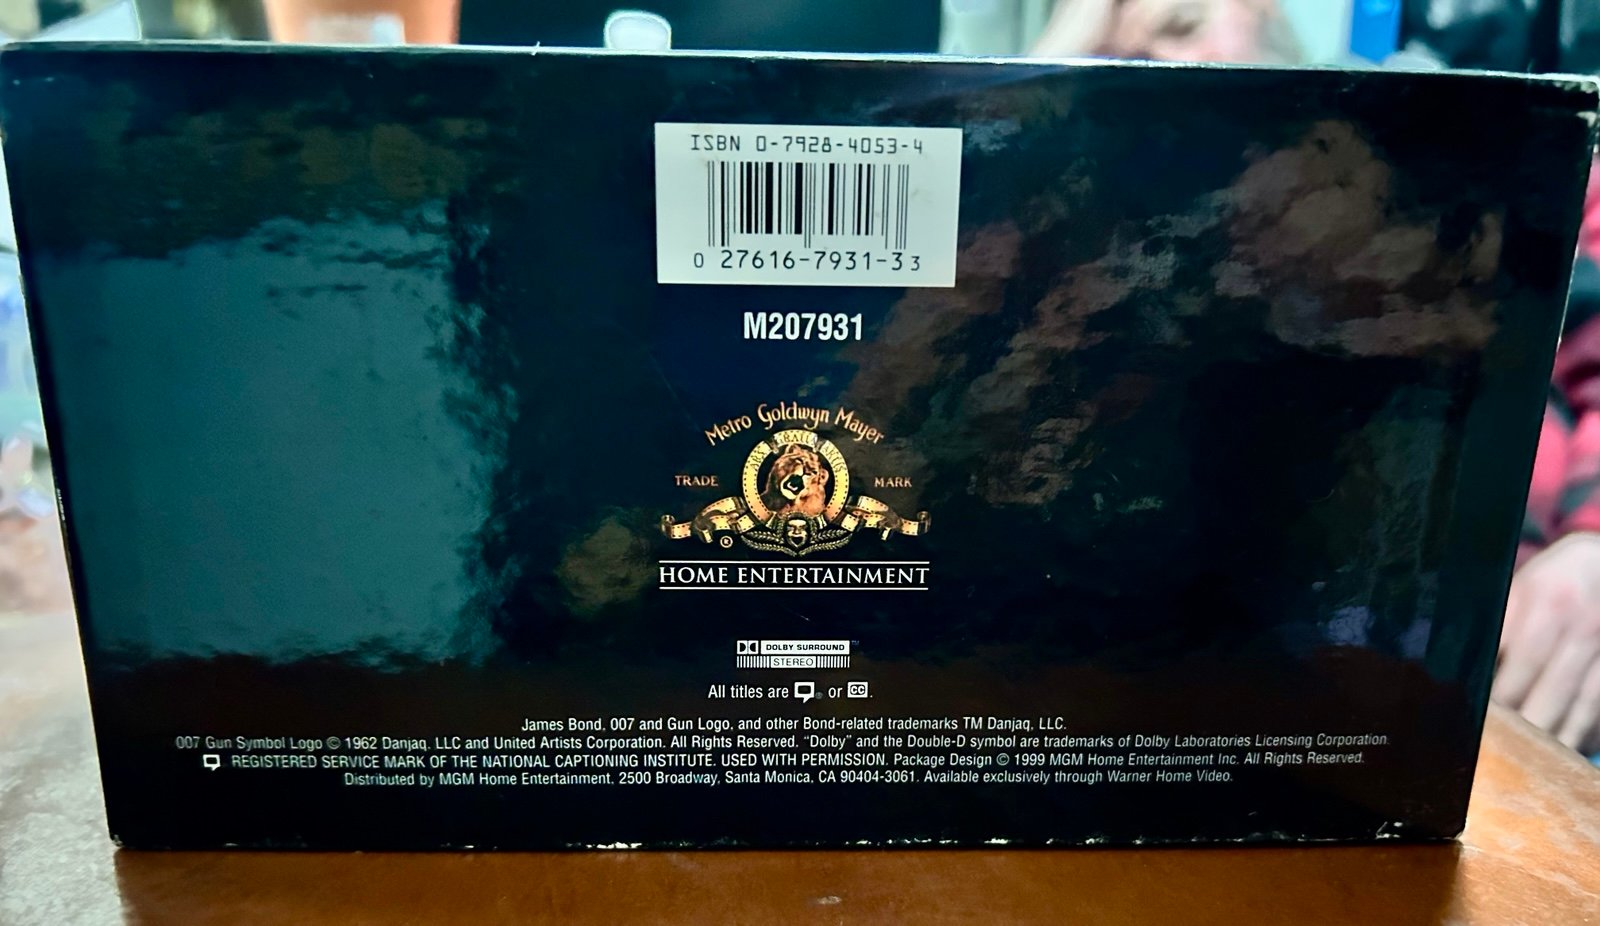 ISBN 0-7928-4053-4
0 27616-7931-3 3
M207931
Metro Goldwyn Mayer
ARS GRATIA ARTIS
TRADE MARK
®
HOME ENTERTAINMENT
DOLBY SURROUND™
STEREO
All titles are ® or CC.
James Bond, 007 and Gun Logo, and other Bond-related trademarks TM Danjaq, LLC.
007 Gun Symbol Logo © 1962 Danjaq, LLC and United Artists Corporation. All Rights Reserved. “Dolby” and the Double-D symbol are trademarks of Dolby Laboratories Licensing Corporation.
REGISTERED SERVICE MARK OF THE NATIONAL CAPTIONING INSTITUTE. USED WITH PERMISSION. Package Design © 1999 MGM Home Entertainment Inc. All Rights Reserved.
Distributed by MGM Home Entertainment, 2500 Broadway, Santa Monica, CA 90404-3061. Available exclusively through Warner Home Video.